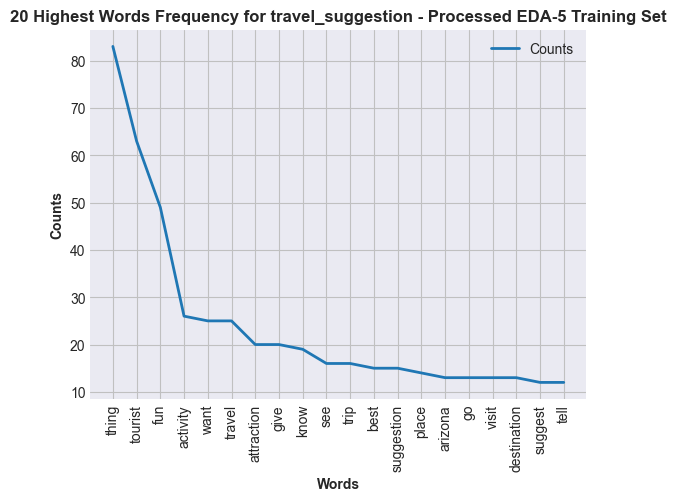 20 Highest Words Frequency for travel_suggestion - Processed EDA-5 Training Set
Counts
80
70
60
50
40
30
20
10
Counts
thing
tourist
fun
activity
want
travel
attraction
give
know
see
trip
best
suggestion
place
arizona
go
visit
destination
suggest
tell
Words